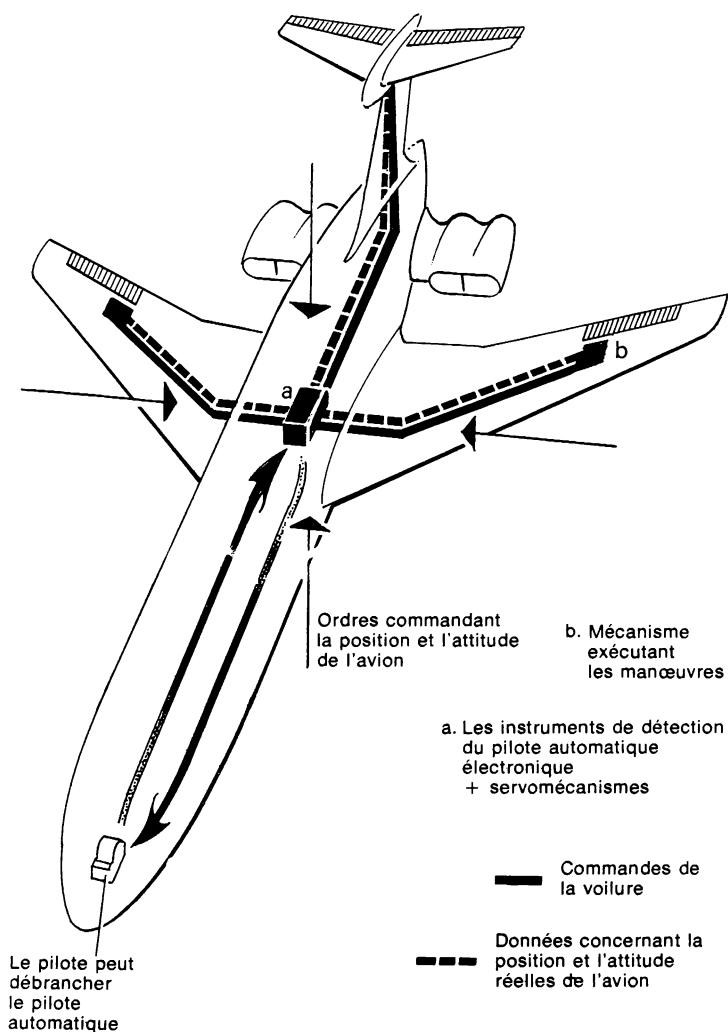 a
b
Ordres commandant
la position et l'attitude
de l'avion
b. Mécanisme
exécutant
les manœuvres
a. Les instruments de détection
du pilote automatique
électronique
+ servomécanismes
Commandes de
la voilure
Données concernant la
position et l'attitude
réelles de l'avion
Le pilote peut
débrancher
le pilote
automatique